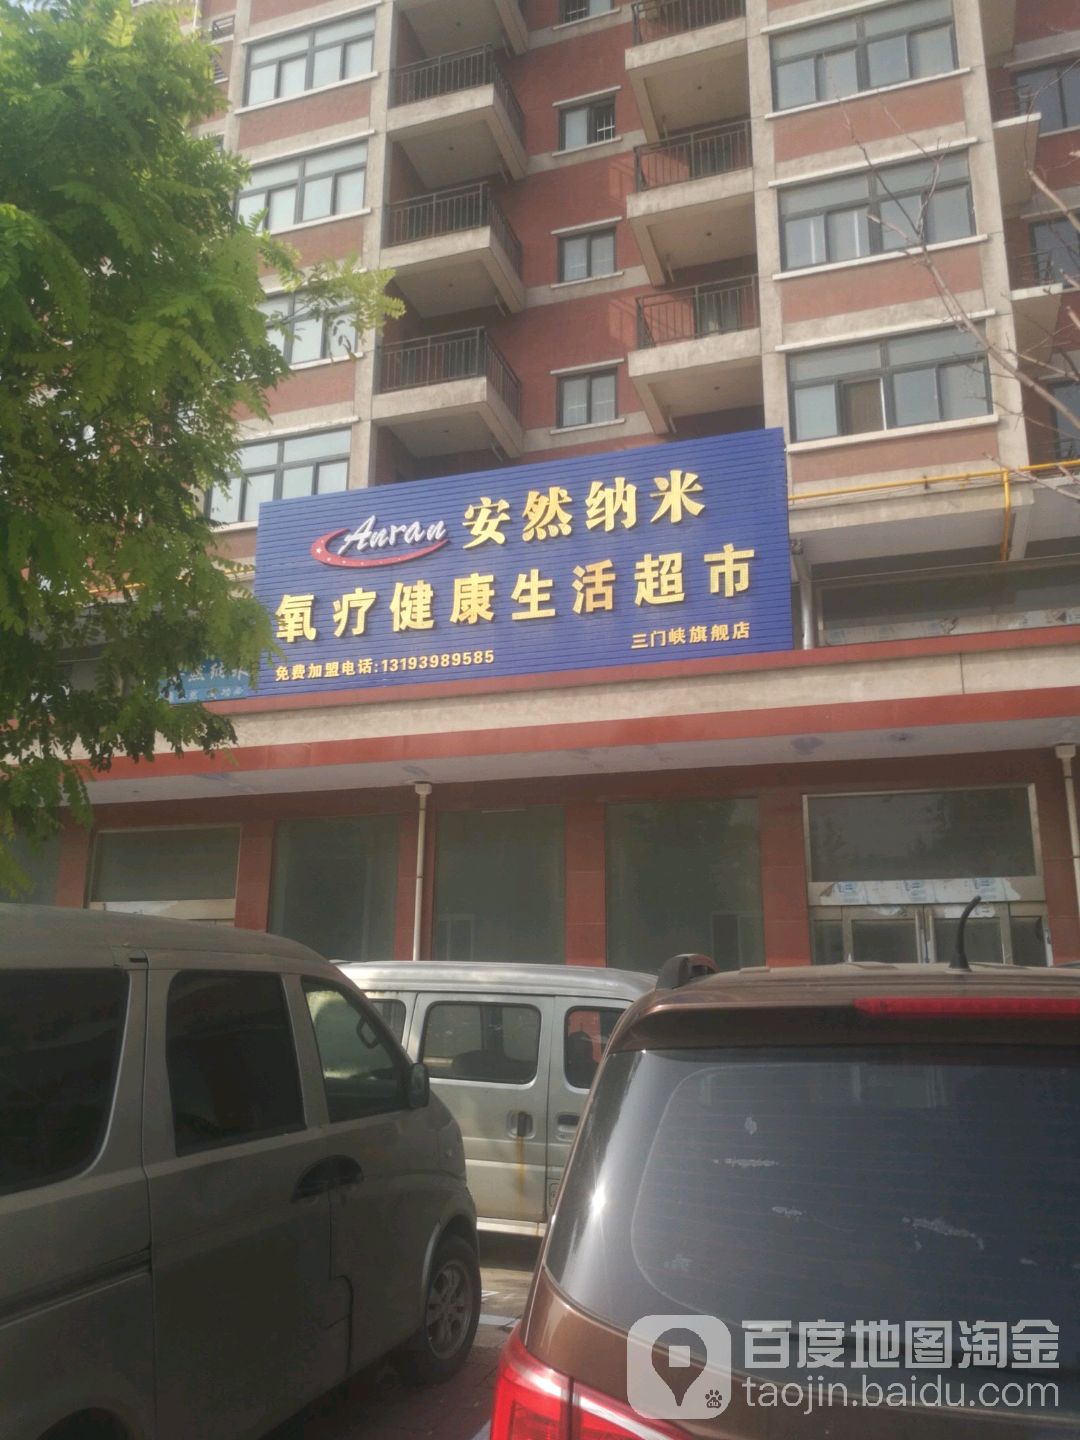 Anran 安然纳米
氧疗健康生活超市
免费加盟电话:13193989585
三门峡旗舰店
百度地图淘金
taojin.baidu.com